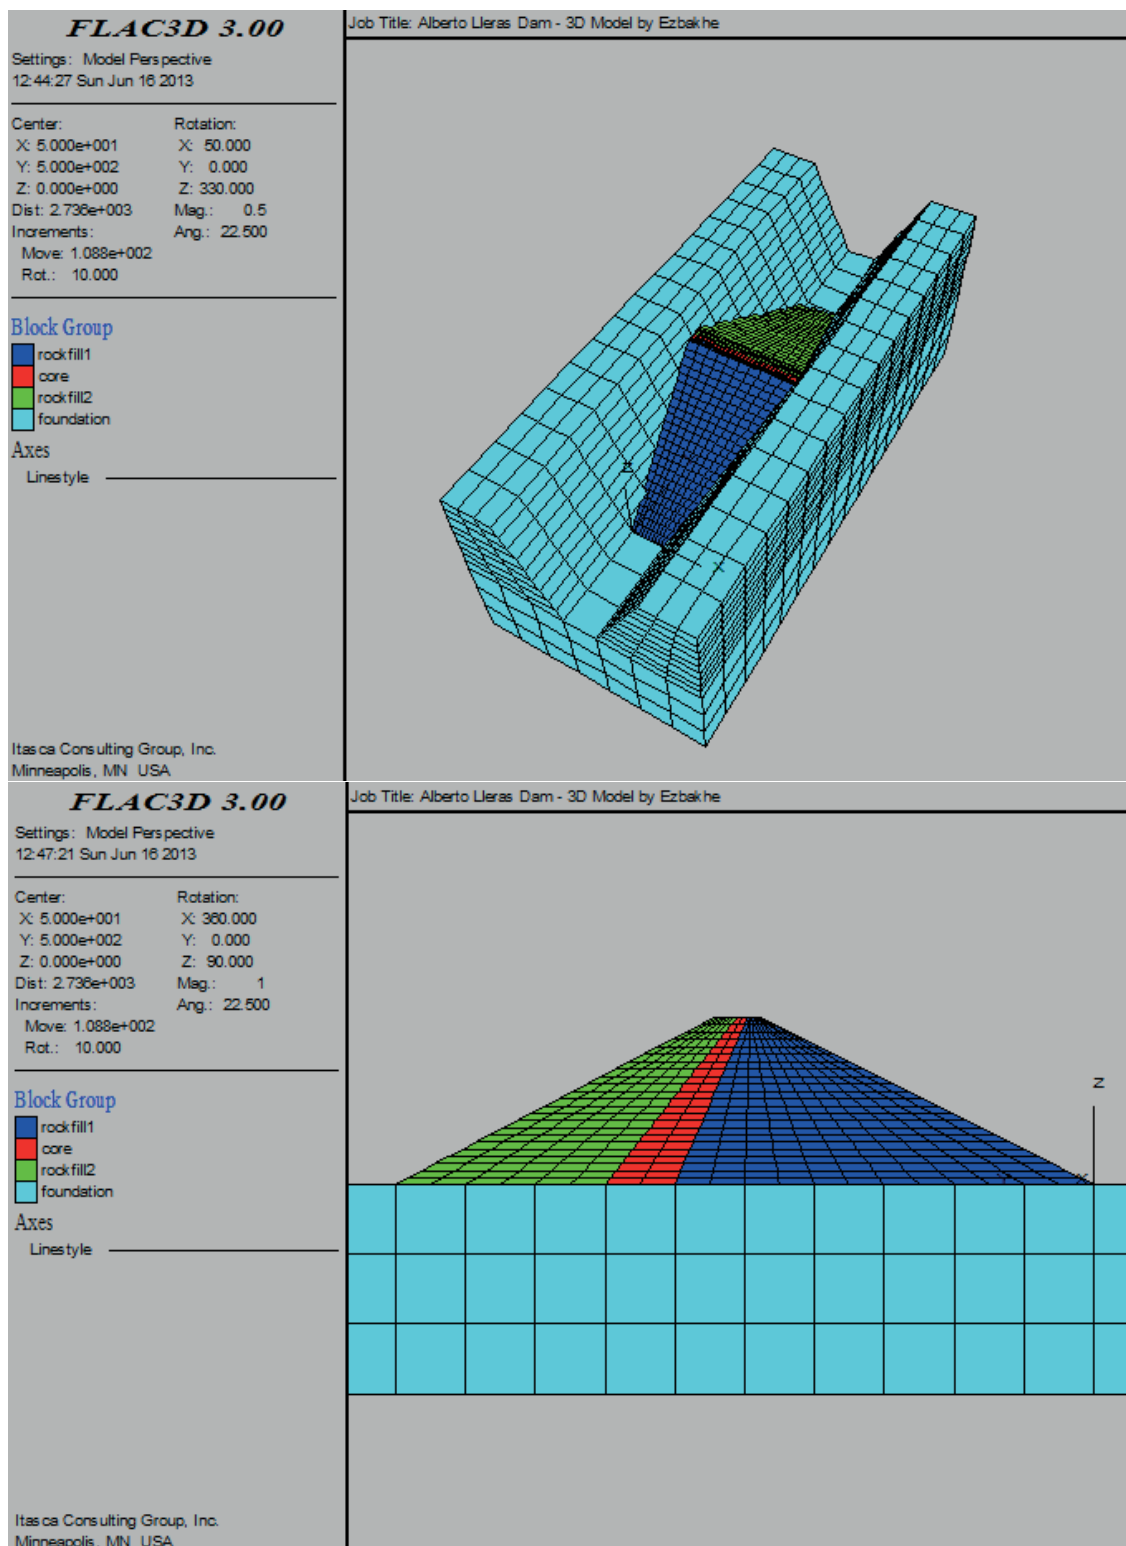 FLAC3D 3.00
Job Title: Alberto Lleras Dam - 3D Model by Ezbakhe
Settings: Model Perspective
12:44:27 Sun Jun 16 2013
Center: Rotation:
X: 5.000e+001 X: 50.000
Y: 5.000e+002 Y: 0.000
Z: 0.000e+000 Z: 330.000
Dist: 2.736e+003 Mag.: 0.5
Increments: Ang.: 22.500
Move: 1.088e+002
Rot.: 10.000
Block Group
rockfill1
core
rockfill2
foundation
Axes
Linestyle
Z
X
Itasca Consulting Group, Inc.
Minneapolis, MN USA
FLAC3D 3.00
Job Title: Alberto Lleras Dam - 3D Model by Ezbakhe
Settings: Model Perspective
12:47:21 Sun Jun 16 2013
Center: Rotation:
X: 5.000e+001 X: 360.000
Y: 5.000e+002 Y: 0.000
Z: 0.000e+000 Z: 90.000
Dist: 2.736e+003 Mag.: 1
Increments: Ang.: 22.500
Move: 1.088e+002
Rot.: 10.000
Block Group
rockfill1
core
rockfill2
foundation
Axes
Linestyle
Z
Itasca Consulting Group, Inc.
Minneapolis, MN USA